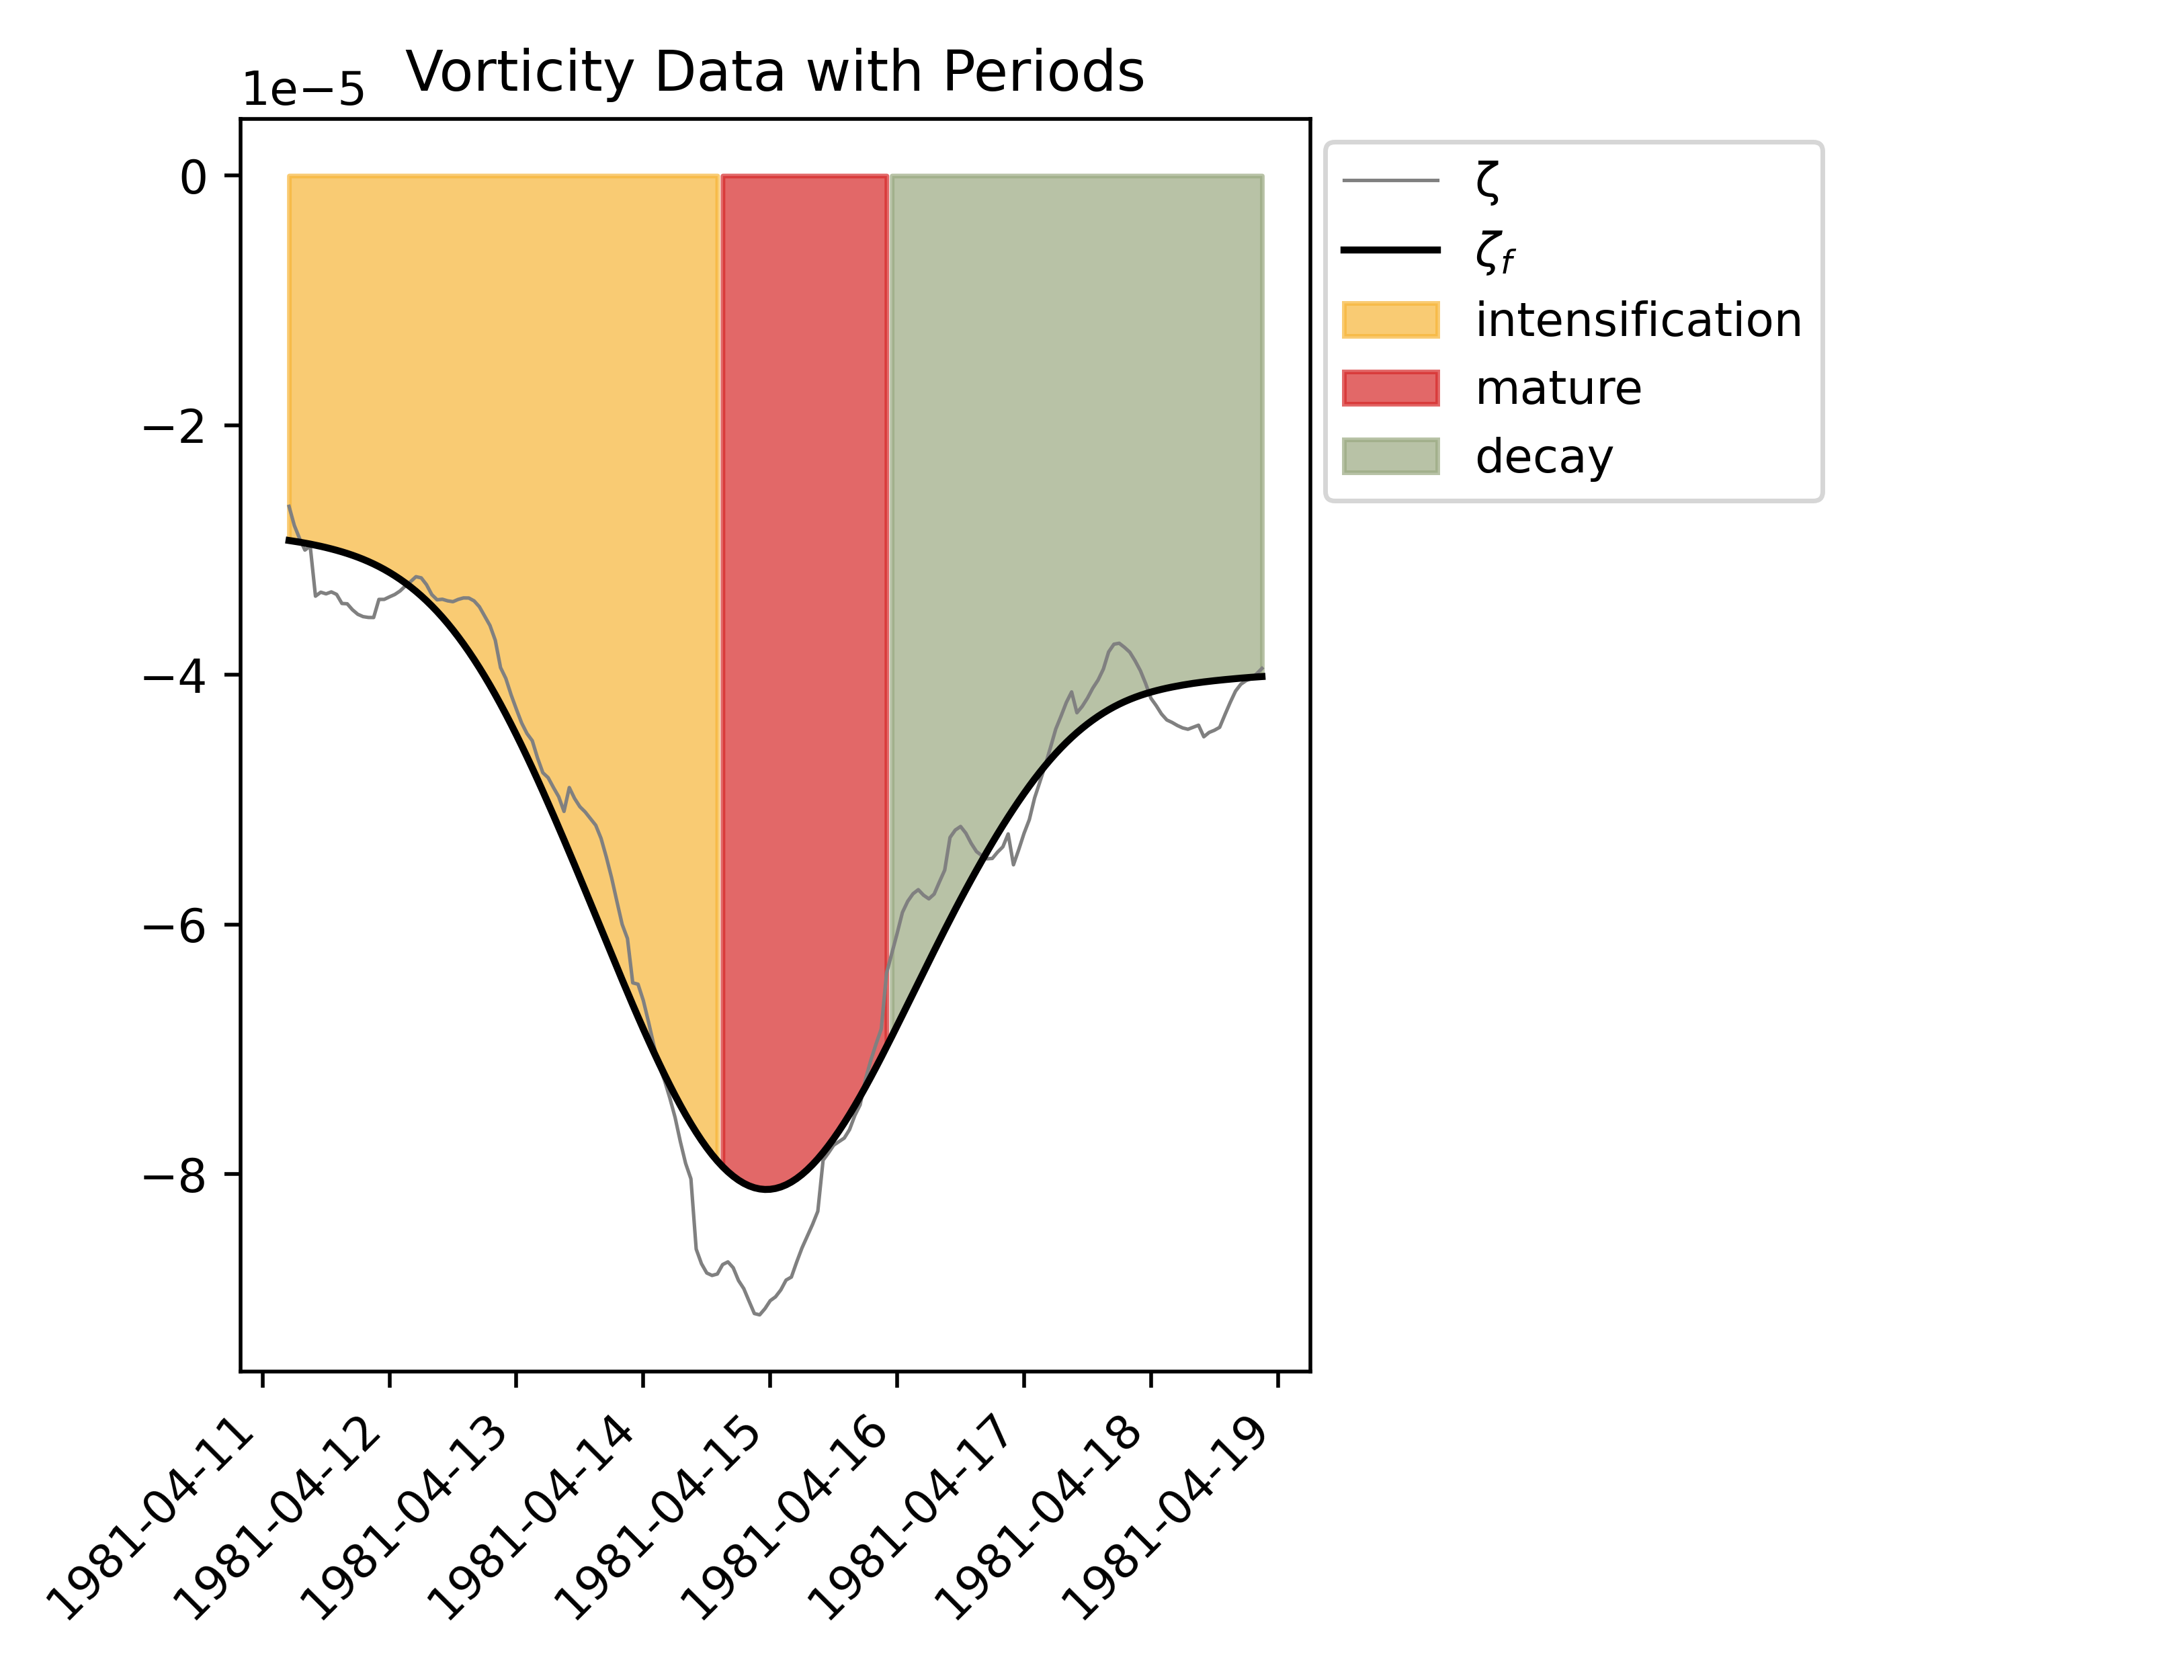 Vorticity Data with Periods
1e−5
0
−2
−4
−6
−8
1981-04-11
1981-04-12
1981-04-13
1981-04-14
1981-04-15
1981-04-16
1981-04-17
1981-04-18
1981-04-19
ζ
ζf
intensification
mature
decay